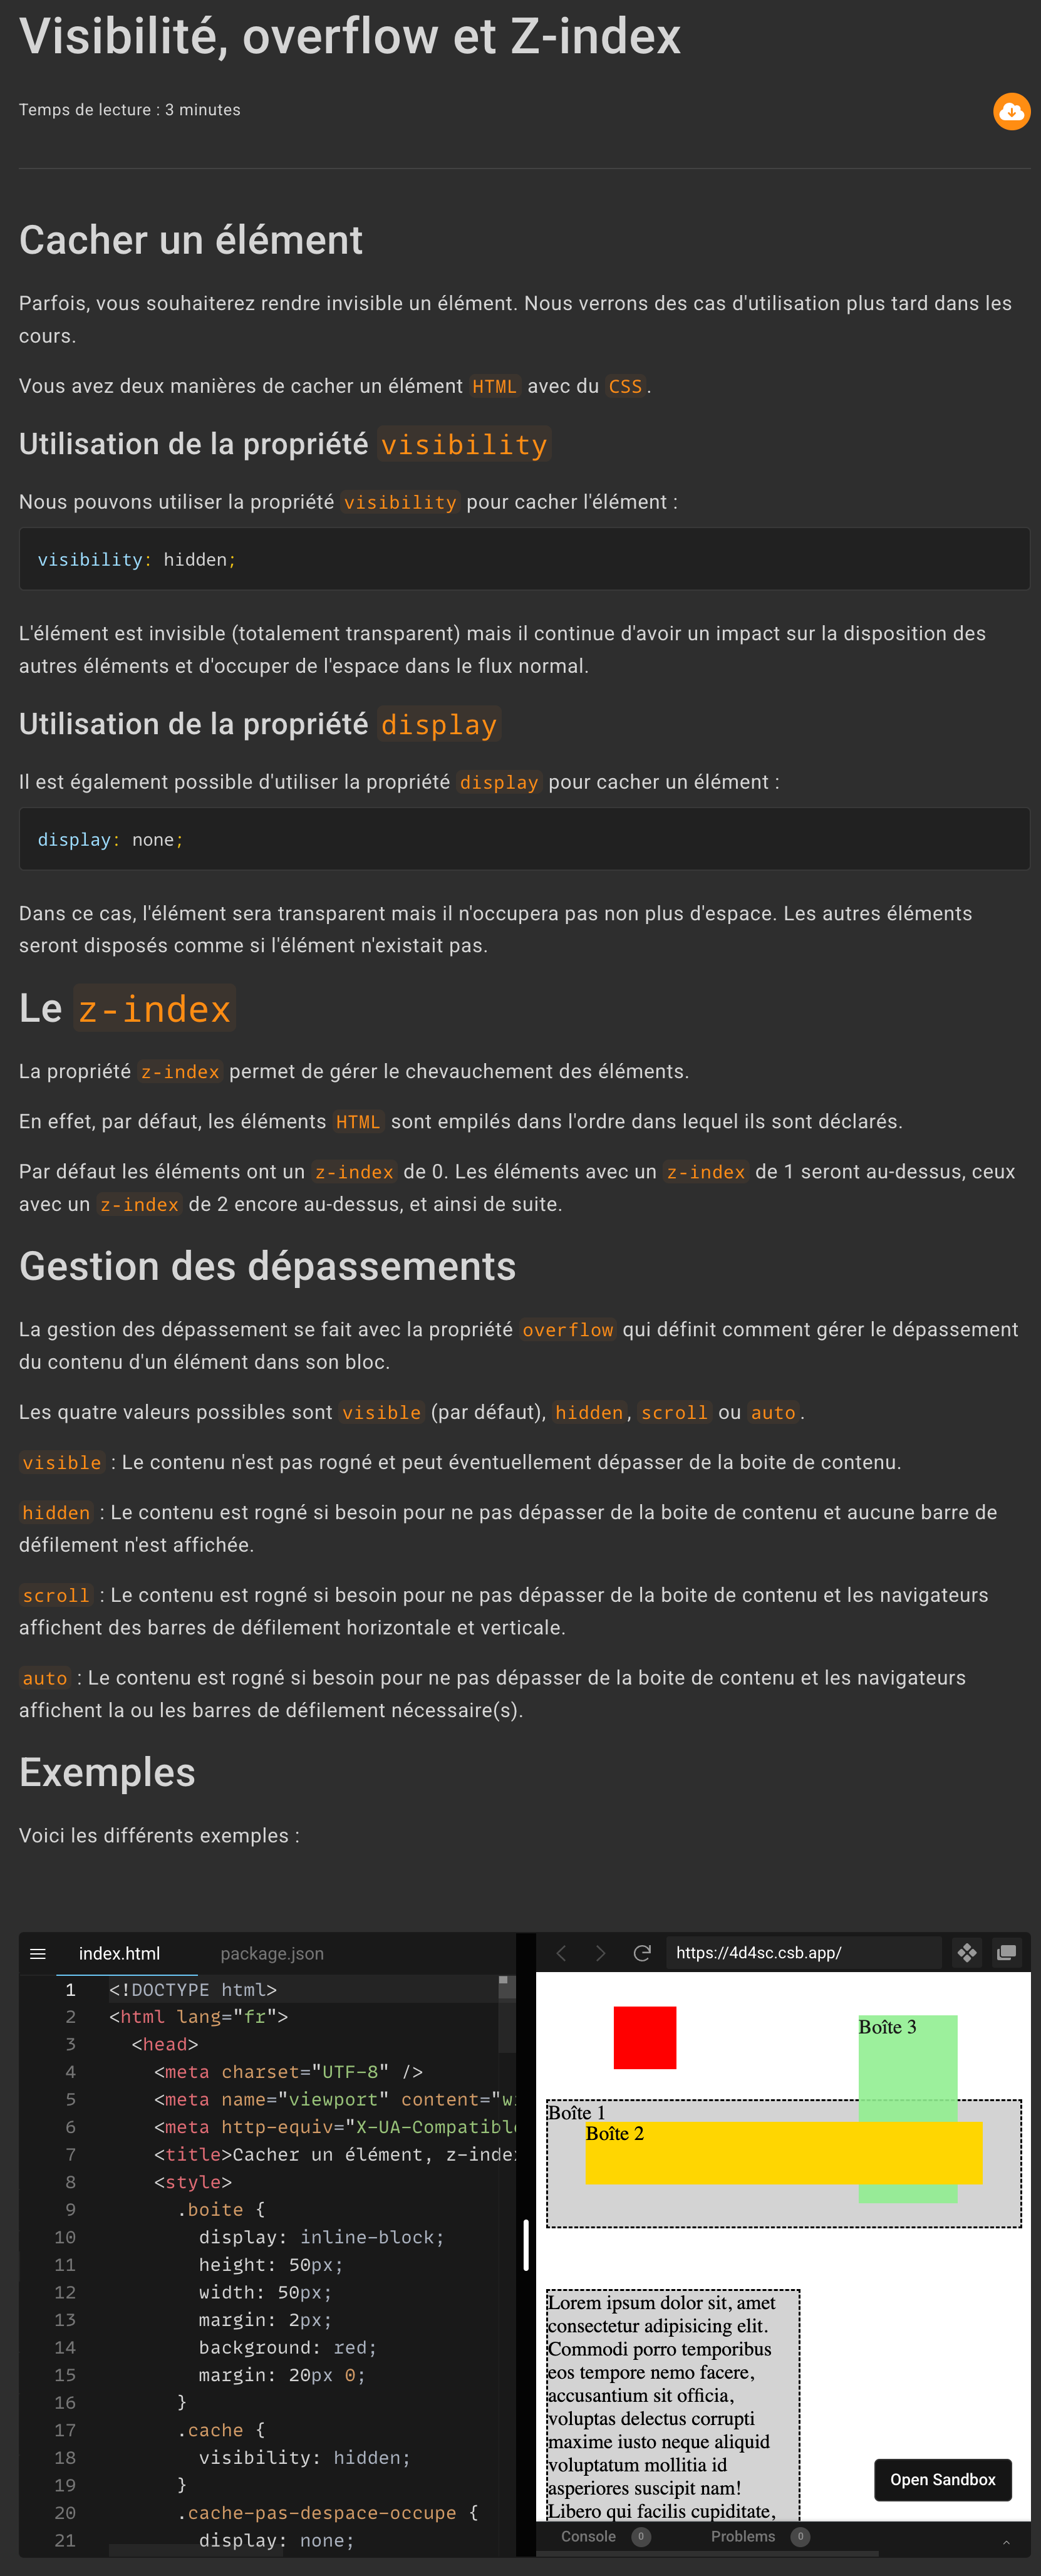 Visibilité, overflow et Z-index
Temps de lecture : 3 minutes
Cacher un élément
Parfois, vous souhaiterez rendre invisible un élément. Nous verrons des cas d'utilisation plus tard dans les
cours.
Vous avez deux manières de cacher un élément HTML avec du CSS.
Utilisation de la propriété visibility
Nous pouvons utiliser la propriété visibility pour cacher l'élément :
visibility: hidden;
L'élément est invisible (totalement transparent) mais il continue d'avoir un impact sur la disposition des
autres éléments et d'occuper de l'espace dans le flux normal.
Utilisation de la propriété display
Il est également possible d'utiliser la propriété display pour cacher un élément :
display: none;
Dans ce cas, l'élément sera transparent mais il n'occupera pas non plus d'espace. Les autres éléments
seront disposés comme si l'élément n'existait pas.
Le z-index
La propriété z-index permet de gérer le chevauchement des éléments.
En effet, par défaut, les éléments HTML sont empilés dans l'ordre dans lequel ils sont déclarés.
Par défaut les éléments ont un z-index de 0. Les éléments avec un z-index de 1 seront au-dessus, ceux
avec un z-index de 2 encore au-dessus, et ainsi de suite.
Gestion des dépassements
La gestion des dépassement se fait avec la propriété overflow qui définit comment gérer le dépassement
du contenu d'un élément dans son bloc.
Les quatre valeurs possibles sont visible (par défaut), hidden, scroll ou auto.
visible : Le contenu n'est pas rogné et peut éventuellement dépasser de la boite de contenu.
hidden : Le contenu est rogné si besoin pour ne pas dépasser de la boite de contenu et aucune barre de
défilement n'est affichée.
scroll : Le contenu est rogné si besoin pour ne pas dépasser de la boite de contenu et les navigateurs
affichent des barres de défilement horizontale et verticale.
auto : Le contenu est rogné si besoin pour ne pas dépasser de la boite de contenu et les navigateurs
affichent la ou les barres de défilement nécessaire(s).
Exemples
Voici les différents exemples :
index.html package.json
1 <!DOCTYPE html>
2 <html lang="fr">
3 <head>
4 <meta charset="UTF-8" />
5 <meta name="viewport" content="w
6 <meta http-equiv="X-UA-Compatible
7 <title>Cacher un élément, z-inde
8 <style>
9 .boite {
10 display: inline-block;
11 height: 50px;
12 width: 50px;
13 margin: 2px;
14 background: red;
15 margin: 20px 0;
16 }
17 .cache {
18 visibility: hidden;
19 }
20 .cache-pas-despace-occupe {
21 display: none;
https://4d4sc.csb.app/
Boîte 3
Boîte 1
Boîte 2
Lorem ipsum dolor sit, amet
consectetur adipisicing elit.
Commodi porro temporibus
eos tempore nemo facere,
accusantium sit officia,
voluptas delectus corrupti
maxime iusto neque aliquid
voluptatum mollitia id
asperiores suscipit nam!
Libero qui facilis cupiditate,
Open Sandbox
Console 0 Problems 0